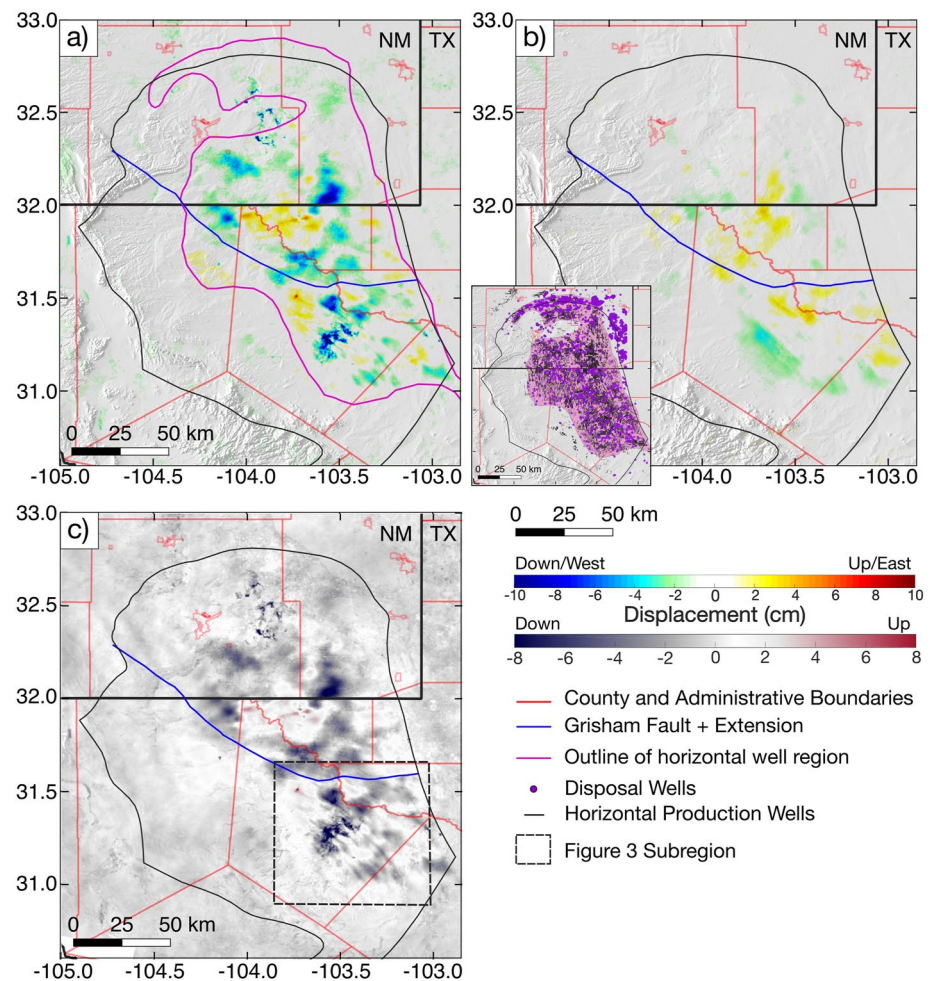 33.0
32.5
32.0
31.5
31.0
a)
NM
TX
0 25 50 km
-105.0 -104.5 -104.0 -103.5 -103.0
33.0
32.5
32.0
b)
NM
TX
0 25 50 km
-104.0 -103.5 -103.0
33.0
32.5
32.0
31.5
31.0
c)
NM
TX
0 25 50 km
-105.0 -104.5 -104.0 -103.5 -103.0
0 25 50 km
Down/West Up/East
-10 -8 -6 -4 -2 0 2 4 6 8 10
Displacement (cm)
Down Up
-8 -6 -4 -2 0 2 4 6 8
County and Administrative Boundaries
Grisham Fault + Extension
Outline of horizontal well region
Disposal Wells
Horizontal Production Wells
Figure 3 Subregion